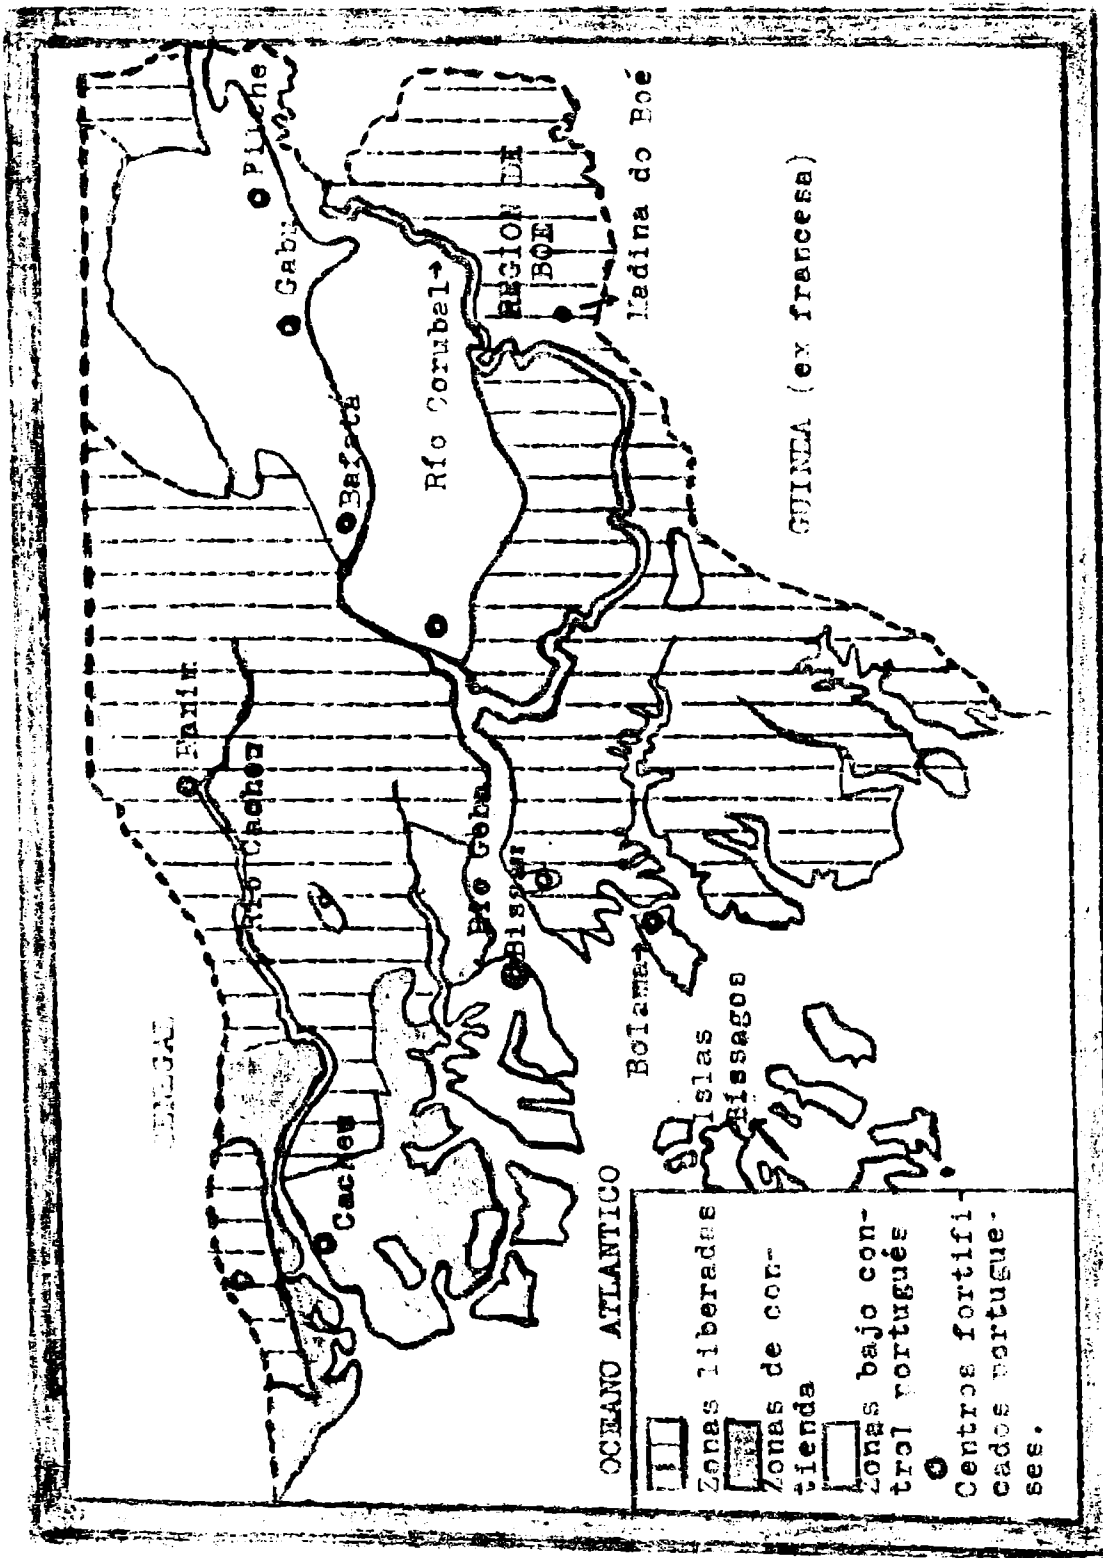 Farim
Piche
Gabu
Río Cacheu
Bafatá
Cacheu
Río Corubal→
Río Geba
REGION DE
BOE
Bissau
Madina do Boé
Bolama→
OCEANO ATLANTICO
Islas
Bissagos
GUINEA (ex francesa)
Zonas liberadas
Zonas de con-
tienda
Zonas bajo con-
trol portugués
Centros fortifi-
cados portugue-
ses.